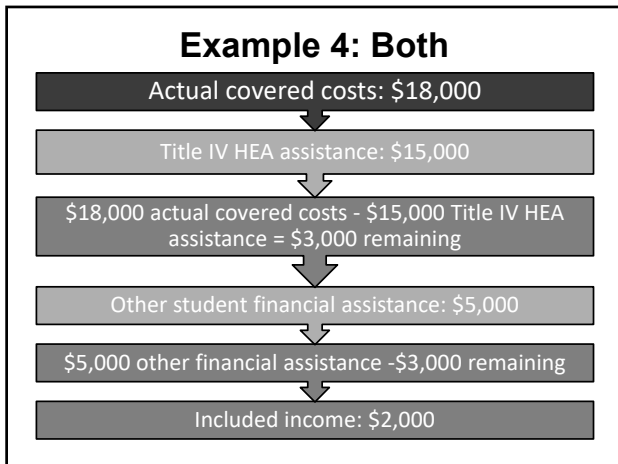 Example 4: Both
Actual covered costs: $18,000
Title IV HEA assistance: $15,000
$18,000 actual covered costs - $15,000 Title IV HEA
assistance = $3,000 remaining
Other student financial assistance: $5,000
$5,000 other financial assistance -$3,000 remaining
Included income: $2,000